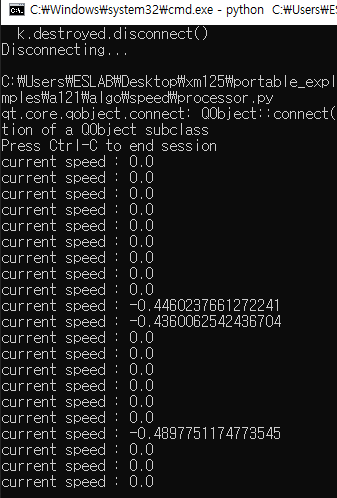 C:\Windows\system32\cmd.exe - python C:\Users\ES
k.destroyed.disconnect()
Disconnecting...
C:₩Users₩ESLAB₩Desktop₩xm125₩portable_expl
mples₩a121₩algo₩speed₩processor.py
qt.core.qobject.connect: QObject::connect(
tion of a QObject subclass
Press Ctrl-C to end session
current speed : 0.0
current speed : 0.0
current speed : 0.0
current speed : 0.0
current speed : 0.0
current speed : 0.0
current speed : 0.0
current speed : 0.0
current speed : -0.4460237661272241
current speed : -0.4360062542436704
current speed : 0.0
current speed : 0.0
current speed : 0.0
current speed : 0.0
current speed : 0.0
current speed : 0.0
current speed : -0.4897751174773545
current speed : 0.0
current speed : 0.0
current speed : 0.0